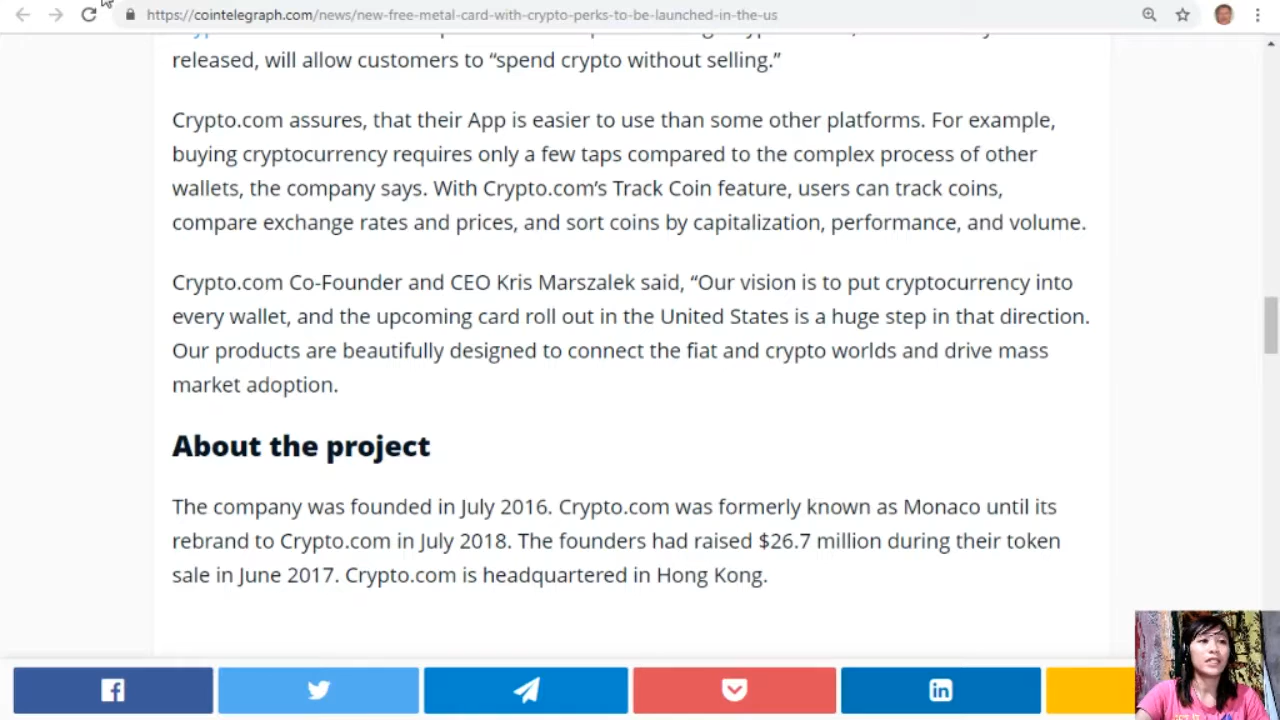 https://cointelegraph.com/news/new-free-metal-card-with-crypto-perks-to-be-launched-in-the-us
released, will allow customers to “spend crypto without selling.”
Crypto.com assures, that their App is easier to use than some other platforms. For example,
buying cryptocurrency requires only a few taps compared to the complex process of other
wallets, the company says. With Crypto.com’s Track Coin feature, users can track coins,
compare exchange rates and prices, and sort coins by capitalization, performance, and volume.
Crypto.com Co-Founder and CEO Kris Marszalek said, “Our vision is to put cryptocurrency into
every wallet, and the upcoming card roll out in the United States is a huge step in that direction.
Our products are beautifully designed to connect the fiat and crypto worlds and drive mass
market adoption.
About the project
The company was founded in July 2016. Crypto.com was formerly known as Monaco until its
rebrand to Crypto.com in July 2018. The founders had raised $26.7 million during their token
sale in June 2017. Crypto.com is headquartered in Hong Kong.